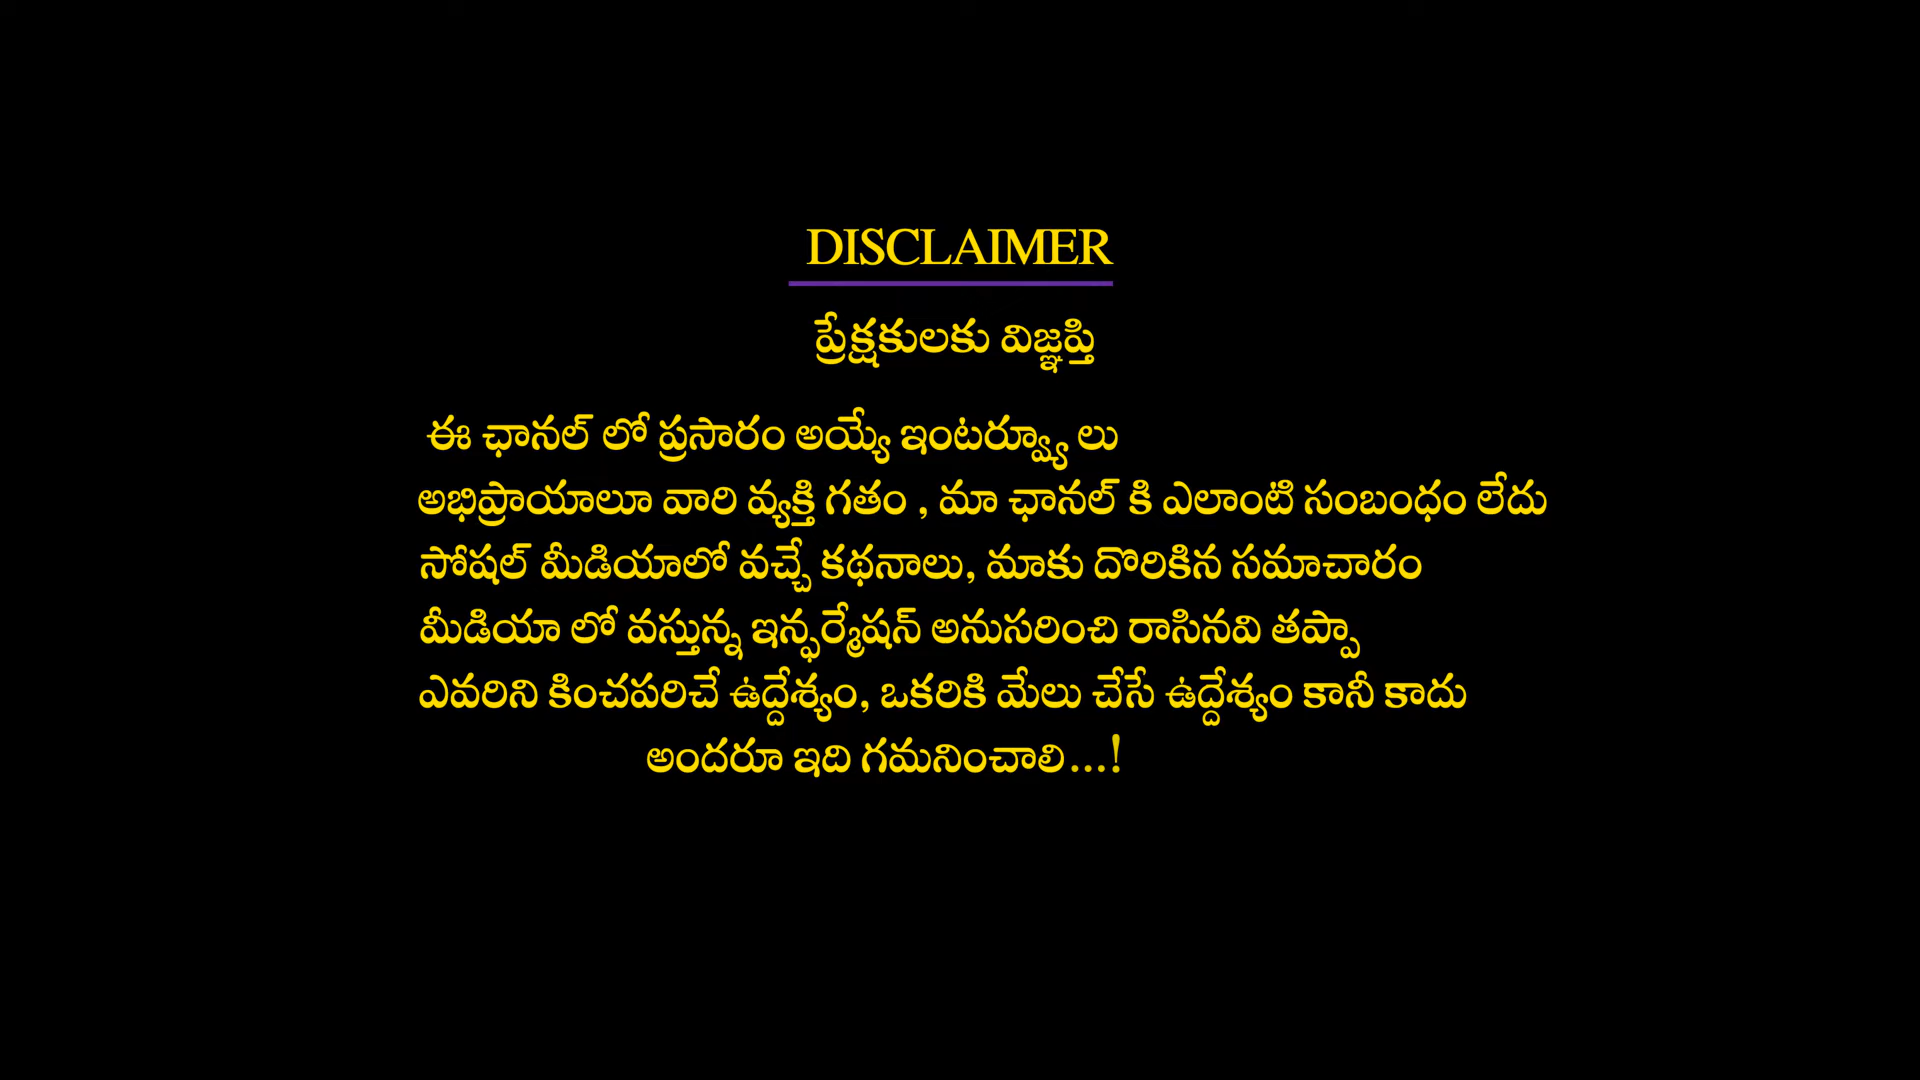 DISCLAIMER
ప్రేక్షకులకు విజ్ఞప్తి
ఈ ఛానల్ లో ప్రసారం అయ్యే ఇంటర్వ్యూ లు
అభిప్రాయాలూ వారి వ్యక్తి గతం , మా ఛానల్ కి ఎలాంటి సంబంధం లేదు
సోషల్ మీడియాలో వచ్చే కథనాలు, మాకు దొరికిన సమాచారం
మీడియా లో వస్తున్న ఇన్ఫర్మేషన్ అనుసరించి రాసినవి తప్పా
ఎవరిని కించపరిచే ఉద్దేశ్యం, ఒకరికి మేలు చేసే ఉద్దేశ్యం కానీ కాదు
అందరూ ఇది గమనించాలి...!